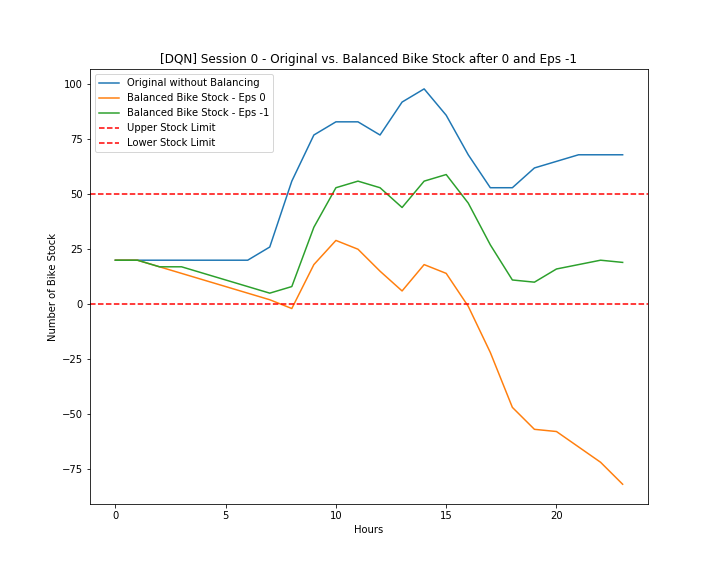 [DQN] Session 0 - Original vs. Balanced Bike Stock after 0 and Eps -1
Original without Balancing
Balanced Bike Stock - Eps 0
Balanced Bike Stock - Eps -1
Upper Stock Limit
Lower Stock Limit
100
75
50
25
0
−25
−50
−75
Number of Bike Stock
0 5 10 15 20
Hours